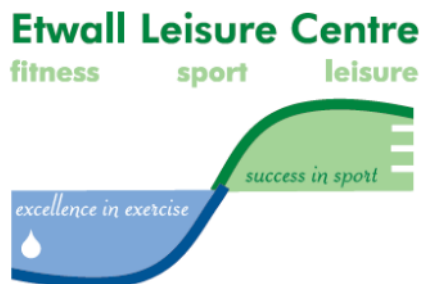 Etwall Leisure Centre
fitness sport leisure
success in sport
excellence in exercise